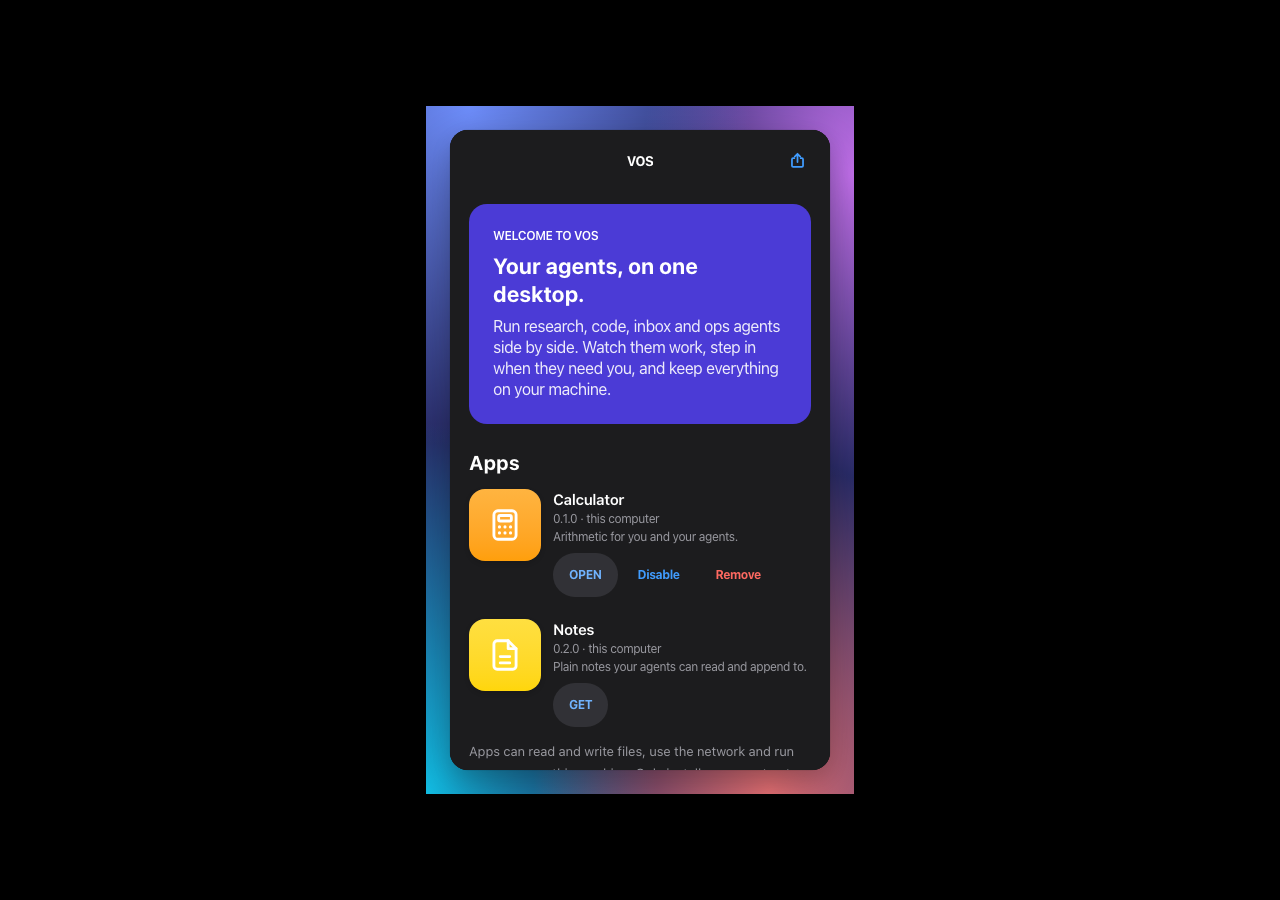 VOS
WELCOME TO VOS
Your agents, on one
desktop.
Run research, code, inbox and ops agents
side by side. Watch them work, step in
when they need you, and keep everything
on your machine.
Apps
Calculator
0.1.0 · this computer
Arithmetic for you and your agents.
OPEN Disable Remove
Notes
0.2.0 · this computer
Plain notes your agents can read and append to.
GET
Apps can read and write files, use the network and run